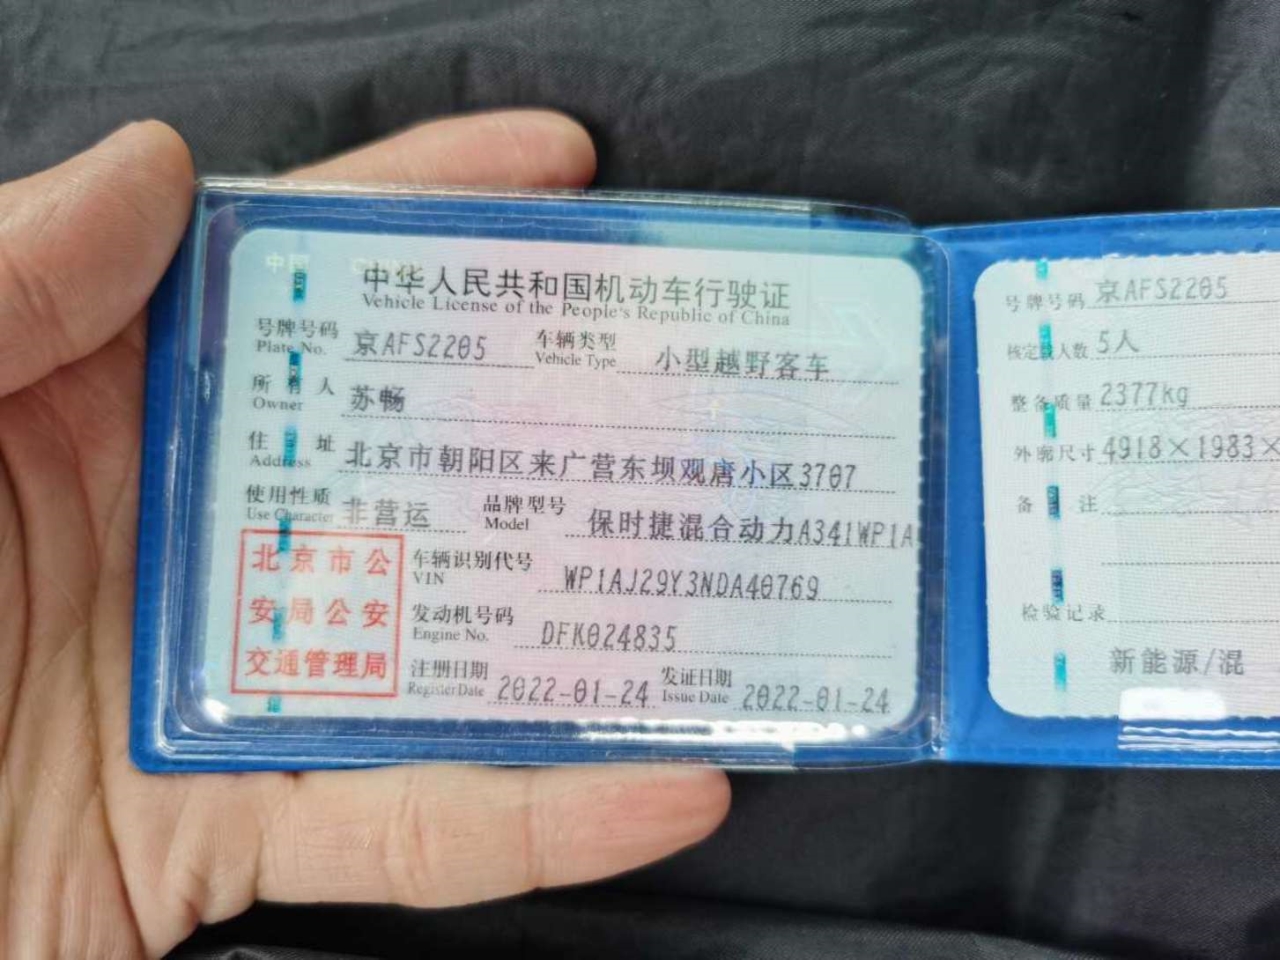 中华人民共和国机动车行驶证
Vehicle License of the People's Republic of China
号牌号码 京AFS2205 车辆类型 小型越野客车
Plate No. Vehicle Type
所有人 苏畅
Owner
住址 北京市朝阳区来广营东坝观唐小区3707
Address
使用性质 非营运 品牌型号 保时捷混合动力A341WP1A
Use Character Model
北京市公
安局公安
交通管理局
车辆识别代号 WP1AJ29Y3NDA40769
VIN
发动机号码 DFK024835
Engine No.
注册日期 2022-01-24 发证日期 2022-01-24
Register Date Issue Date
号牌号码 京AFS2205
核定载人数 5人
整备质量 2377kg
外廓尺寸 4918×1983×
备注
检验记录
新能源/混